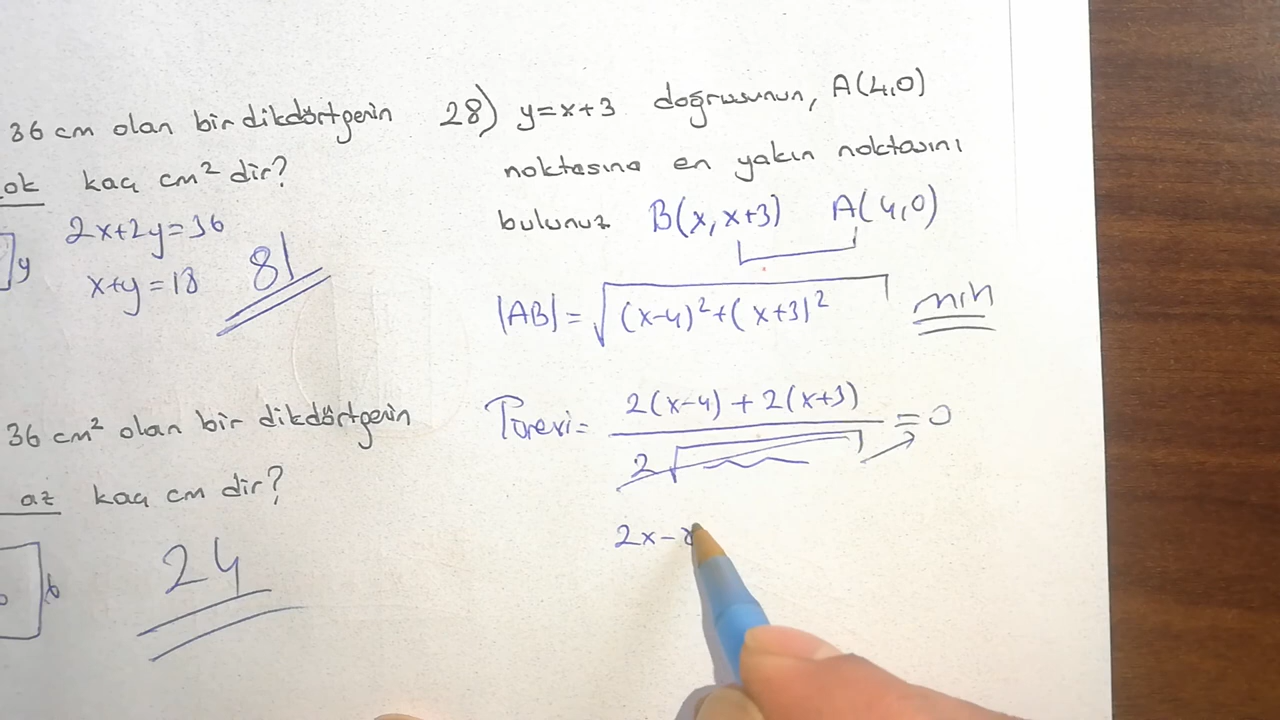 36 cm olan bir dikdörtgenin
ok kaç cm² dir?
2x+2y=36
y
x+y=18
81
36 cm² olan bir dikdörtgenin
az kaç cm dir?
b
24
28) y=x+3 doğrusunun, A(4,0)
noktasına en yakın noktasını
bulunuz B(x, x+3) A(4,0)
|AB|=√(x-4)²+(x+3)² min
Türevi= 2(x-4)+2(x+3) =0
2√
2x-